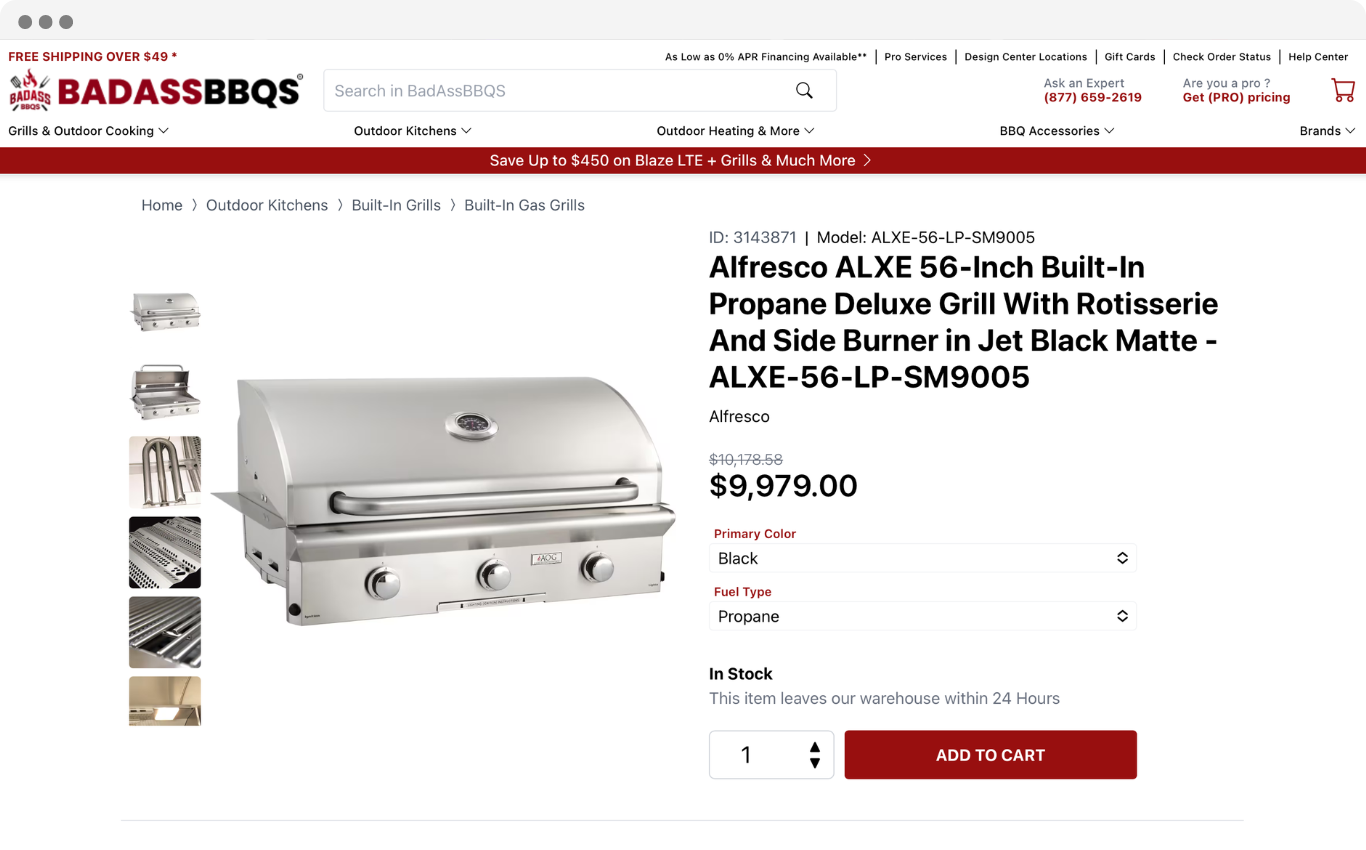 FREE SHIPPING OVER $49 *
As Low as 0% APR Financing Available** | Pro Services | Design Center Locations | Gift Cards | Check Order Status | Help Center
BADASS
BBQS
BADASSBBQS®
Search in BadAssBBQS
Ask an Expert
(877) 659-2619
Are you a pro ?
Get (PRO) pricing
Grills & Outdoor Cooking
Outdoor Kitchens
Outdoor Heating & More
BBQ Accessories
Brands
Save Up to $450 on Blaze LTE + Grills & Much More
Home 〉 Outdoor Kitchens 〉 Built-In Grills 〉 Built-In Gas Grills
ID: 3143871 | Model: ALXE-56-LP-SM9005
Alfresco ALXE 56-Inch Built-In
Propane Deluxe Grill With Rotisserie
And Side Burner in Jet Black Matte -
ALXE-56-LP-SM9005
Alfresco
$10,178.58
$9,979.00
AOG
Primary Color
Black
Fuel Type
Propane
In Stock
This item leaves our warehouse within 24 Hours
1
ADD TO CART